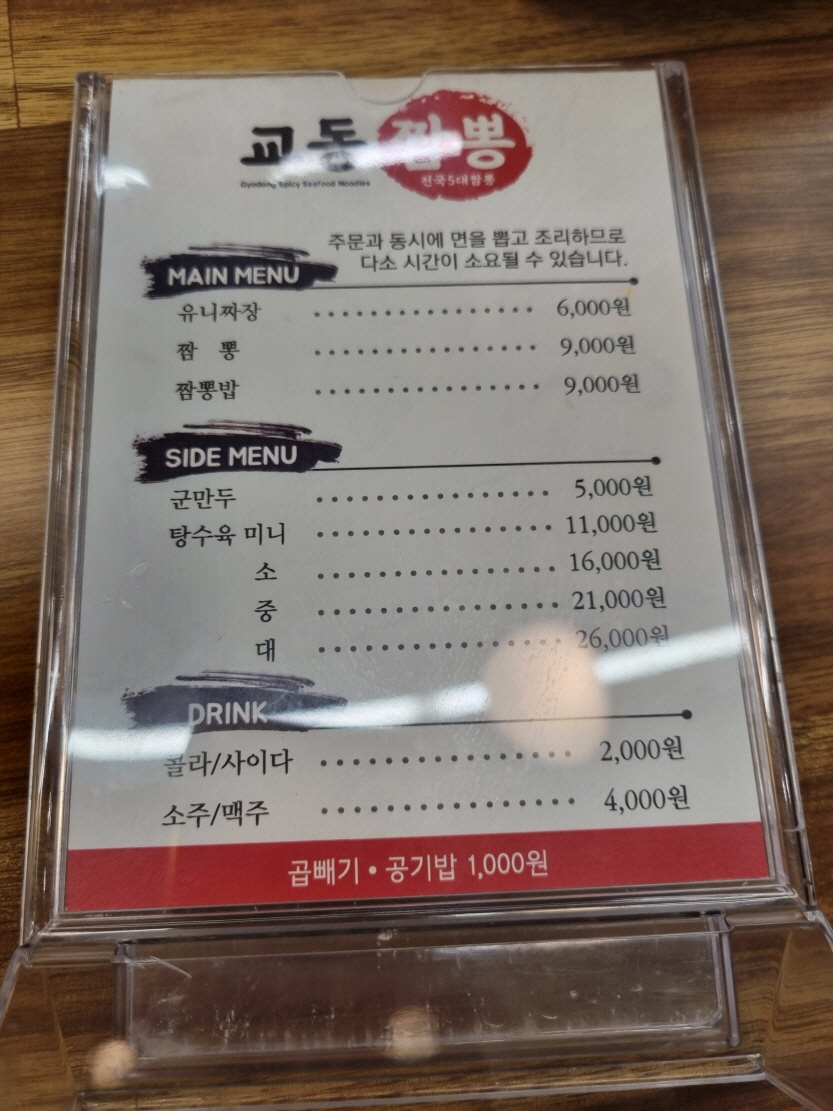 교동 짬뽕
Gyodong Spicy Seafood Noodles
전국5대짬뽕
주문과 동시에 면을 뽑고 조리하므로
다소 시간이 소요될 수 있습니다.
MAIN MENU
유니짜장 ················ 6,000원
짬 뽕 ················ 9,000원
짬뽕밥 ················ 9,000원
SIDE MENU
군만두 ················ 5,000원
탕수육 미니 ················ 11,000원
소 ················ 16,000원
중 ················ 21,000원
대 ················ 26,000원
DRINK
콜라/사이다 ················ 2,000원
소주/맥주 ················ 4,000원
곱빼기 • 공기밥 1,000원